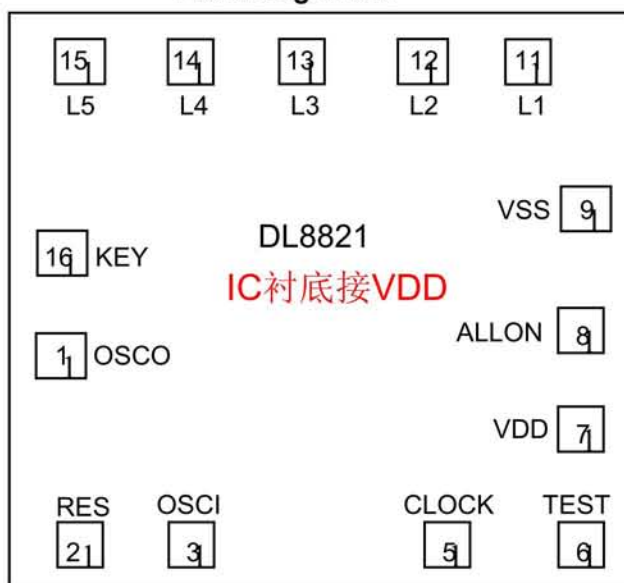 15 14 13 12 11
L5 L4 L3 L2 L1
VSS 9
DL8821
16 KEY
IC衬底接VDD
ALLON 8
1 OSCO
VDD 7
RES OSCI CLOCK TEST
2 3 5 6